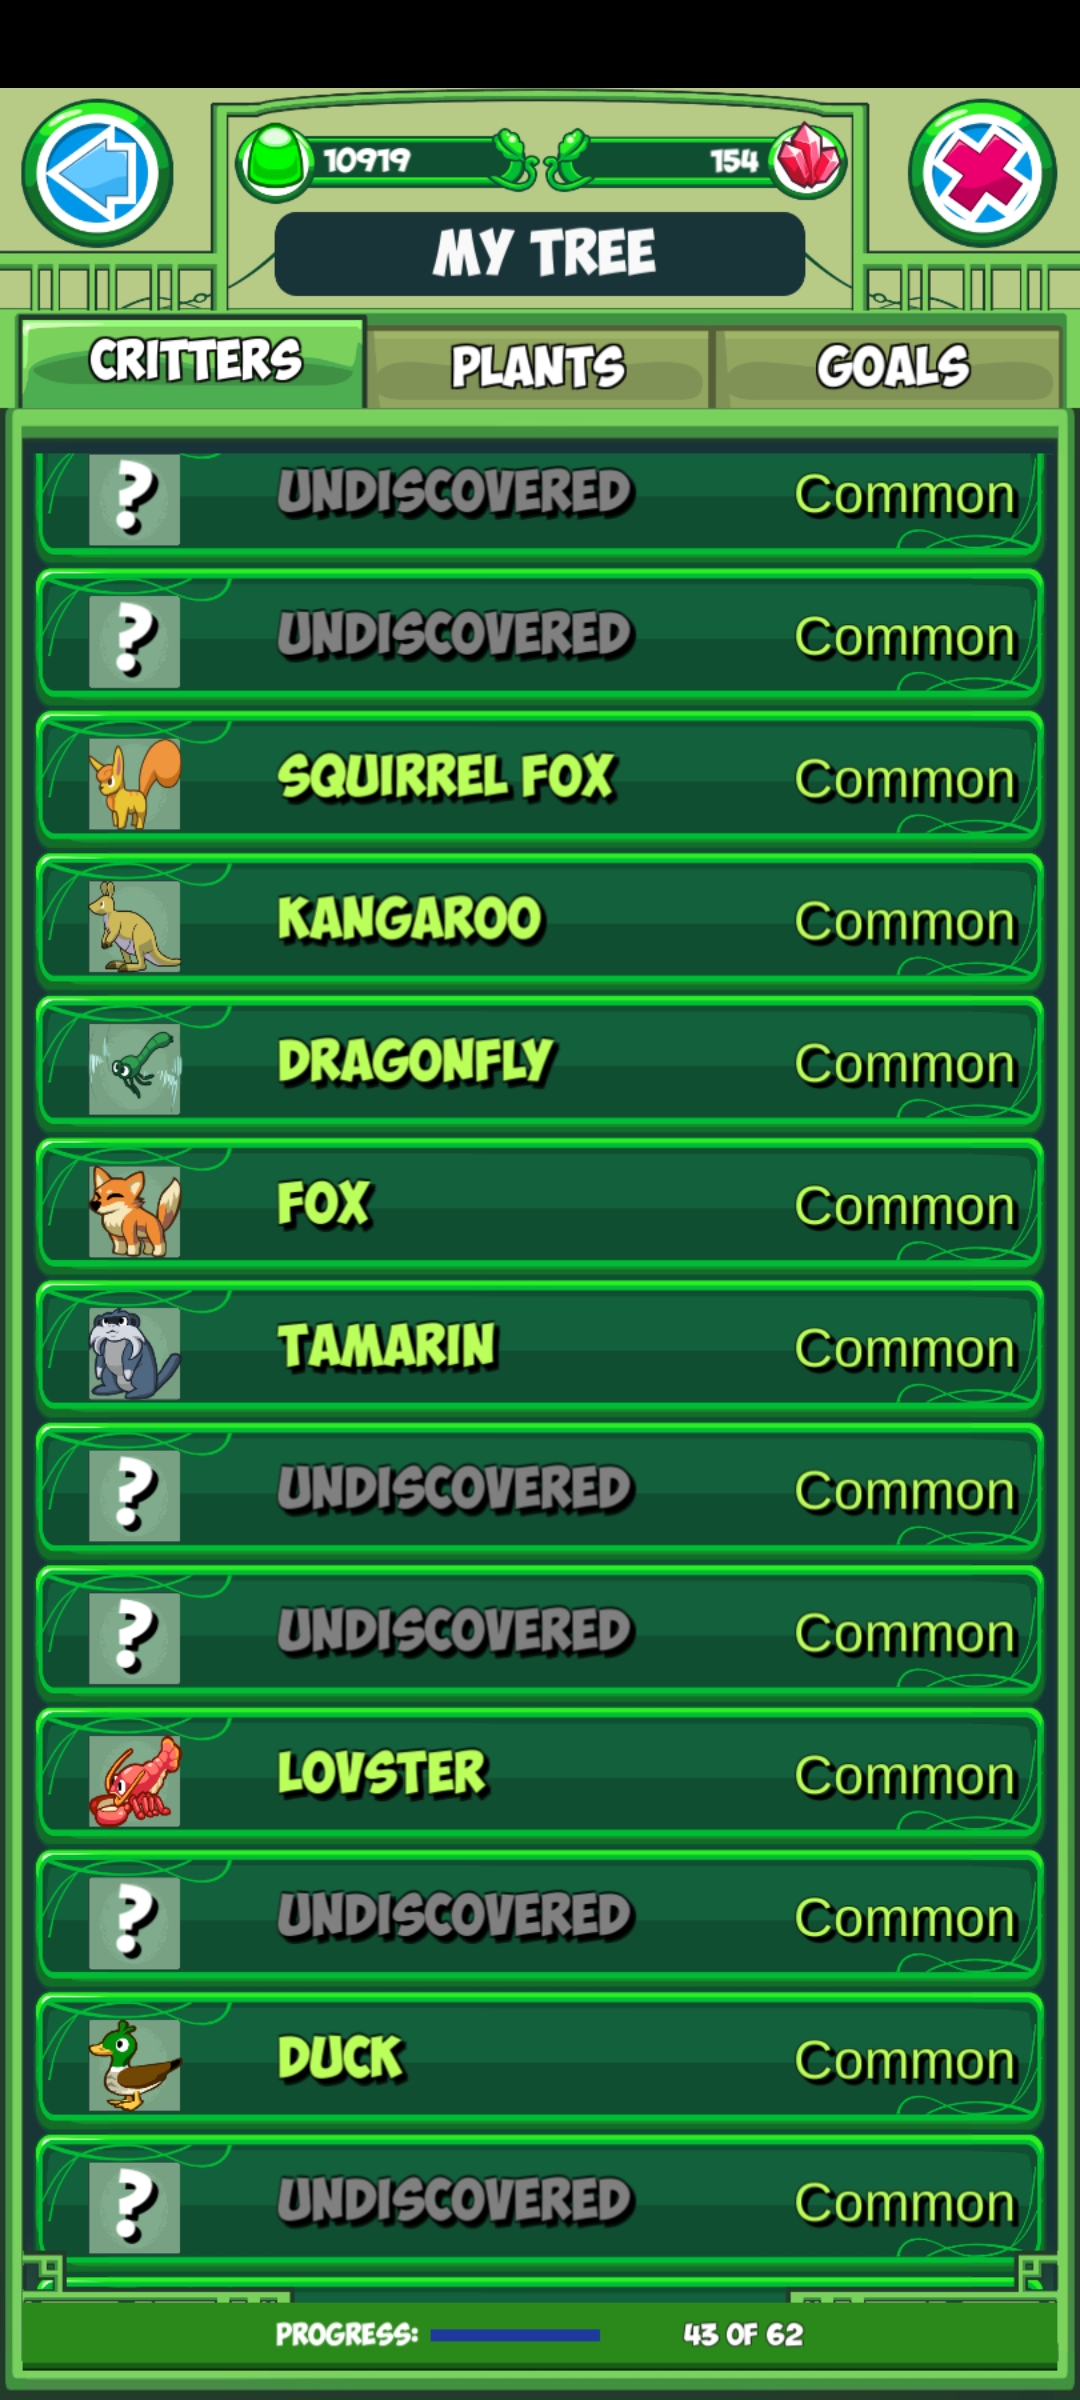 10919
154
MY TREE
CRITTERS
PLANTS
GOALS
? UNDISCOVERED Common
? UNDISCOVERED Common
SQUIRREL FOX Common
KANGAROO Common
DRAGONFLY Common
FOX Common
TAMARIN Common
? UNDISCOVERED Common
? UNDISCOVERED Common
LOVSTER Common
? UNDISCOVERED Common
DUCK Common
? UNDISCOVERED Common
PROGRESS: 43 OF 62